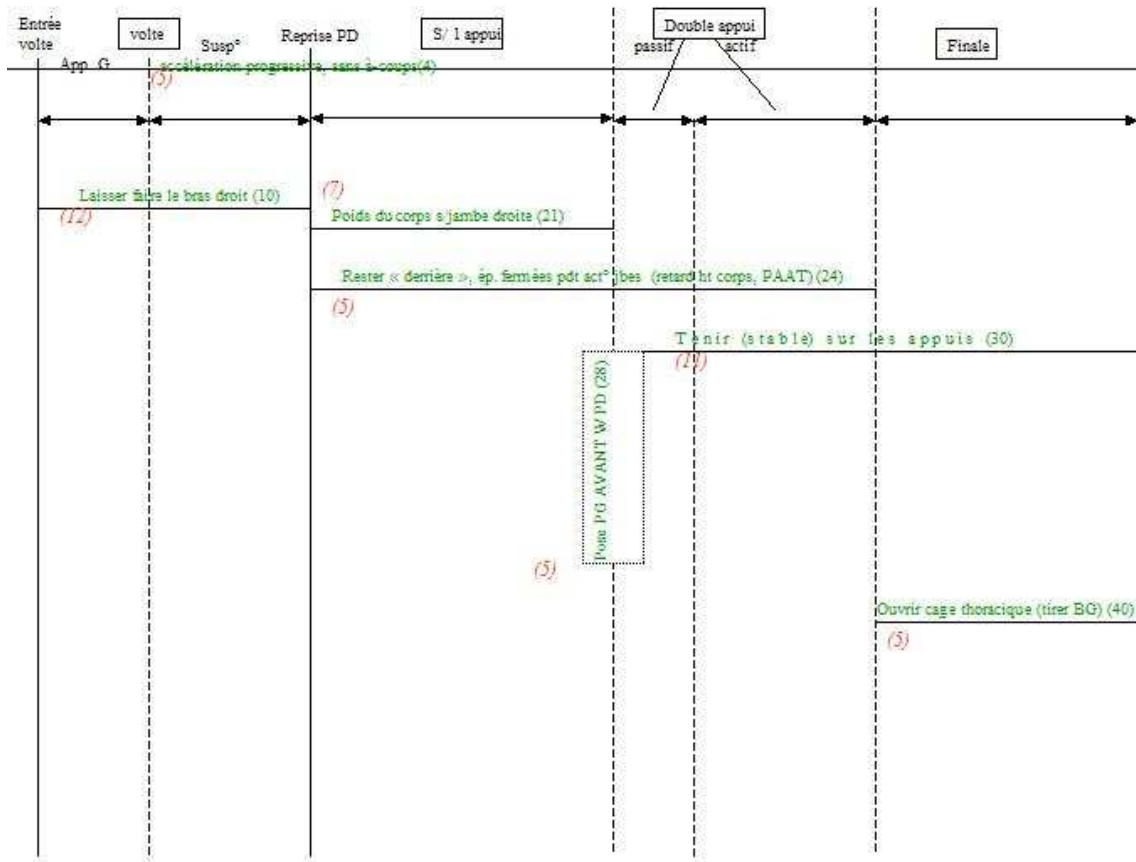 Entrée
volte
volte
Susp°
Reprise PD
S/ 1 appui
Double appui
passif
actif
Finale
App G
accélération progressive, sans à-coups(4)
(5)
Laisser faire le bras droit (10)
(7)
(12)
Poids du corps s/jambe droite (21)
Rester « derrière », ép. fermées pdt act° jbes (retard ht corps, PAAT) (24)
(5)
Tenir (stable) sur les appuis (30)
Pose PG AVANT W PD (28)
(5)
Ouvrir cage thoracique (tirer BG) (40)
(5)